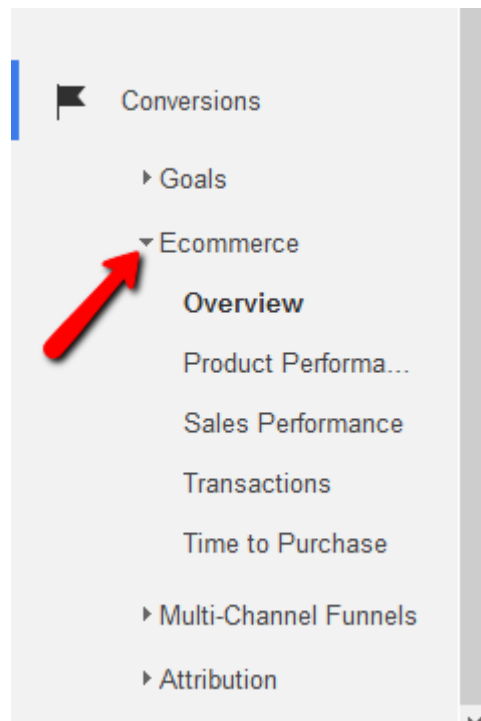 Conversions
Goals
Ecommerce
Overview
Product Performa...
Sales Performance
Transactions
Time to Purchase
Multi-Channel Funnels
Attribution